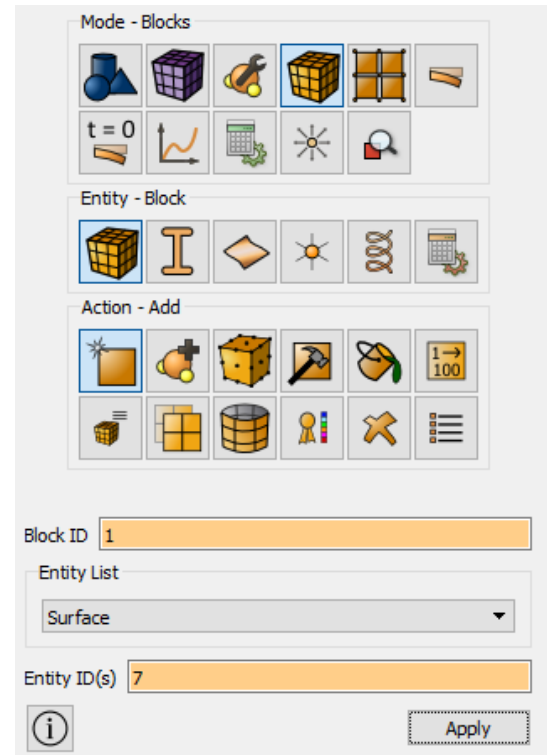 Mode - Blocks
t = 0
Entity - Block
Action - Add
1→
100
Block ID 1
Entity List
Surface
Entity ID(s) 7
i
Apply